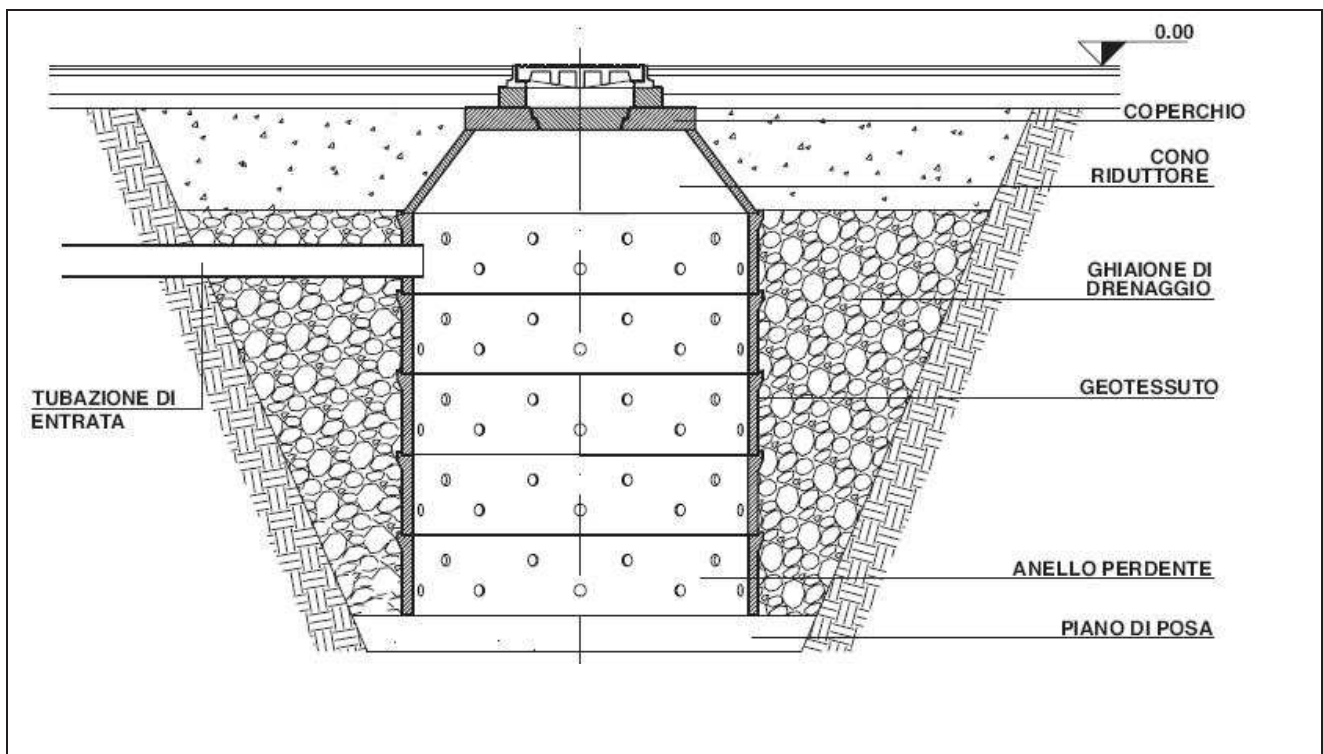 0.00
COPERCHIO
CONO
RIDUTTORE
GHIAIONE DI
DRENAGGIO
GEOTESSUTO
TUBAZIONE DI
ENTRATA
ANELLO PERDENTE
PIANO DI POSA